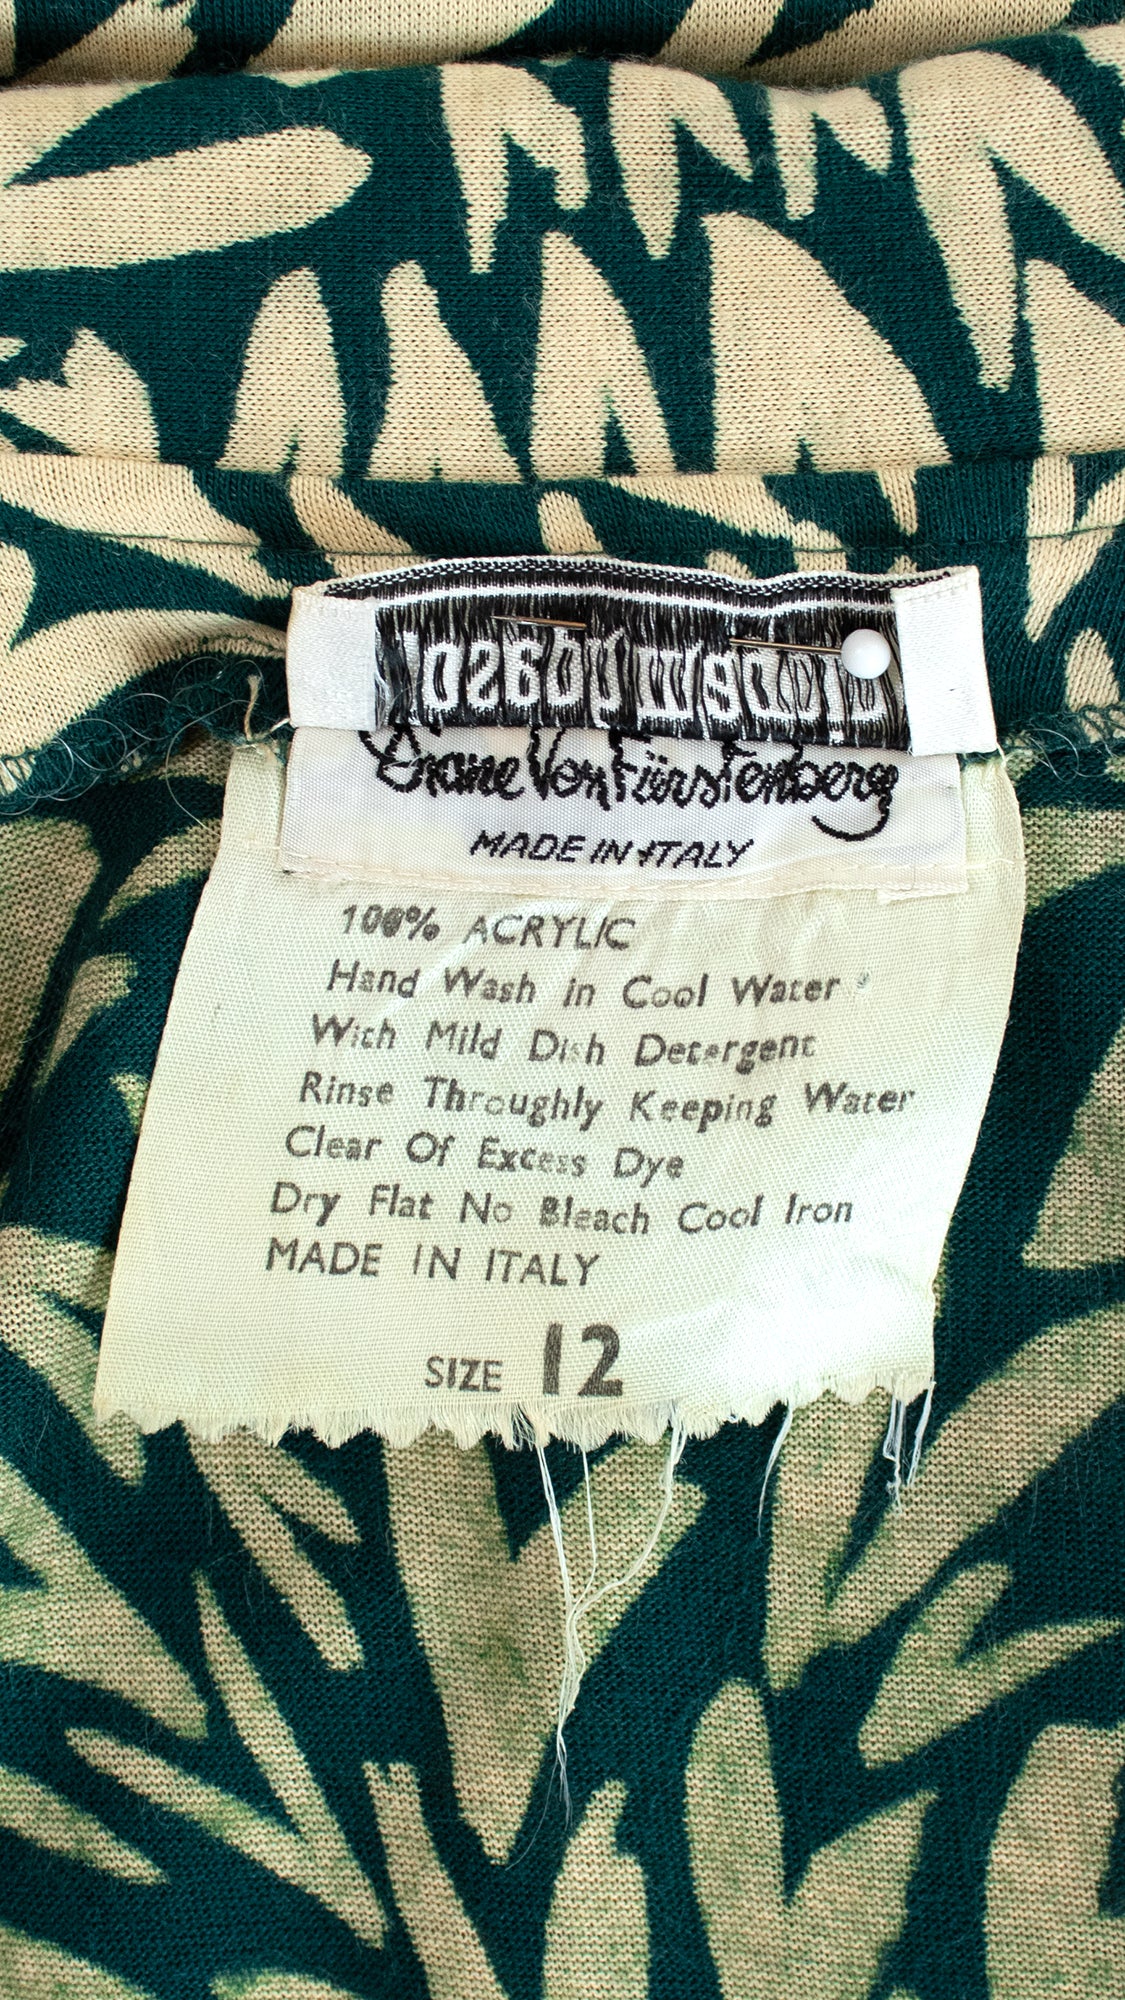 Diane Von Fürstenberg
MADE IN ITALY
100% ACRYLIC
Hand Wash in Cool Water
With Mild Dish Detergent
Rinse Throughly Keeping Water
Clear Of Excess Dye
Dry Flat No Bleach Cool Iron
MADE IN ITALY
SIZE 12